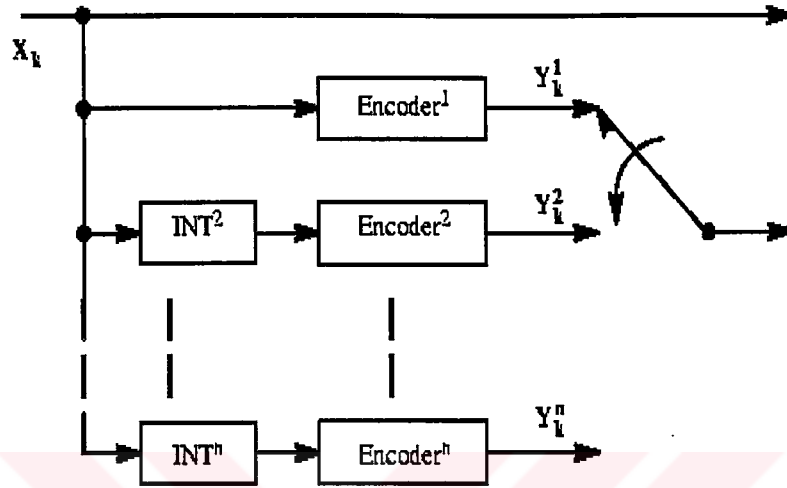 X_k
Encoder^1
Y_k^1
INT^2
Encoder^2
Y_k^2
INT^n
Encoder^n
Y_k^n